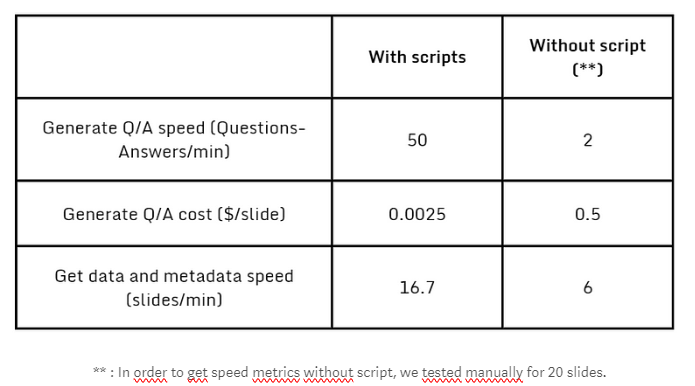 With scripts
Without script
(**)
Generate Q/A speed (Questions-
Answers/min)
50
2
Generate Q/A cost ($/slide)
0.0025
0.5
Get data and metadata speed
(slides/min)
16.7
6
** : In order to get speed metrics without script, we tested manually for 20 slides.